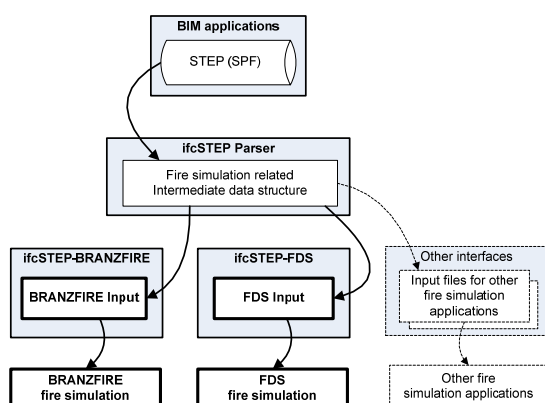 BIM applications
STEP (SPF)
ifcSTEP Parser
Fire simulation related
Intermediate data structure
ifcSTEP-BRANZFIRE
BRANZFIRE Input
ifcSTEP-FDS
FDS Input
Other interfaces
Input files for other
fire simulation
applications
BRANZFIRE
fire simulation
FDS
fire simulation
Other fire
simulation applications